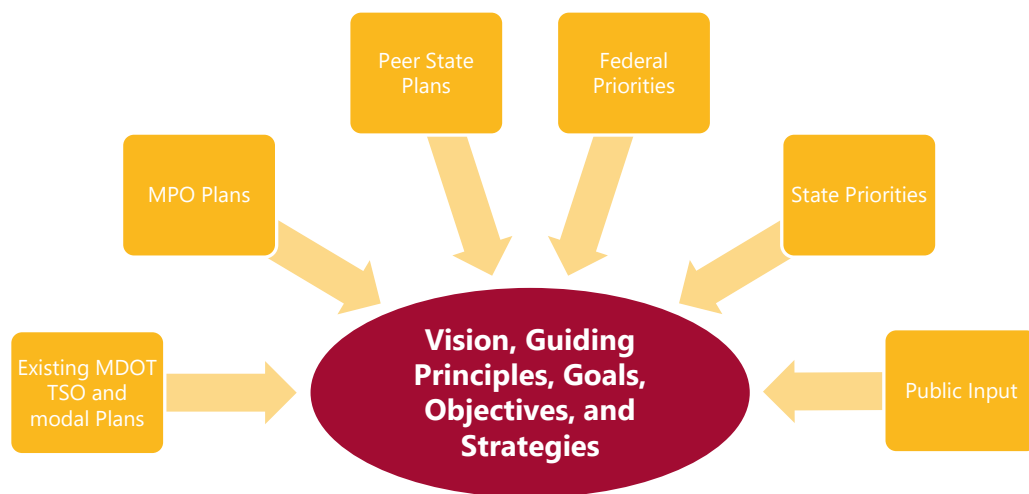 Peer State
Plans
Federal
Priorities
MPO Plans
State Priorities
Existing MDOT
TSO and
modal Plans
Vision, Guiding
Principles, Goals,
Objectives, and
Strategies
Public Input